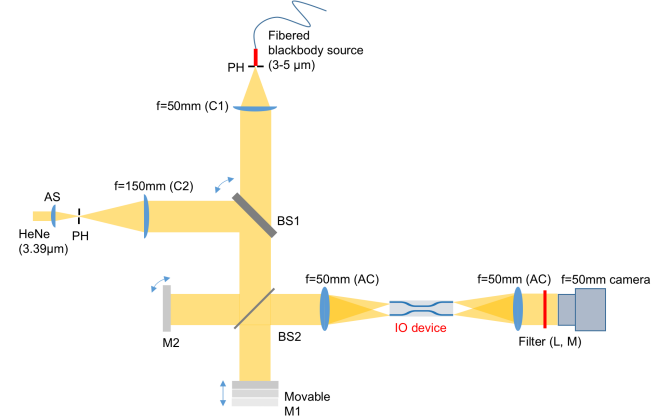 Fibered
blackbody source
(3-5 µm)
PH
f=50mm (C1)
f=150mm (C2)
AS
HeNe
(3.39µm)
PH
BS1
f=50mm (AC)
f=50mm (AC)
f=50mm camera
IO device
M2
BS2
Filter (L, M)
Movable
M1